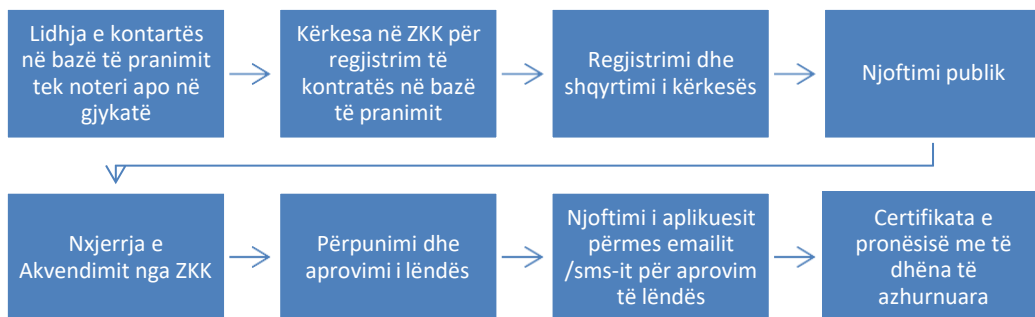 Lidhja e kontartës
në bazë të pranimit
tek noteri apo në
gjykatë
Kërkesa në ZKK për
regjistrim të
kontratës në bazë
të pranimit
Regjistrimi dhe
shqyrtimi i kërkesës
Njoftimi publik
Nxjerrja e
Akvendimit nga ZKK
Përpunimi dhe
aprovimi i lëndës
Njoftimi i aplikuesit
përmes emailit
/sms-it për aprovim
të lëndës
Certifikata e
pronësisë me të
dhëna të
azhurnuara